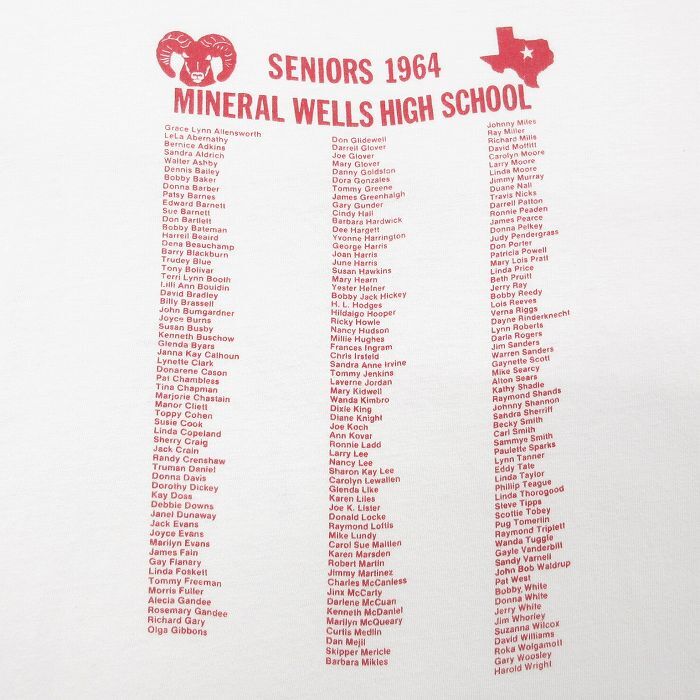 SENIORS 1964
MINERAL WELLS HIGH SCHOOL
Grace Lynn Allensworth
LeLa Abernathy
Bernice Adkins
Sandra Aldrich
Walter Ashby
Dennis Bailey
Bobby Baker
Donna Barber
Patsy Barnes
Edward Barnett
Sue Barnett
Don Bartlett
Bobby Bateman
Harreil Beaird
Dena Beauchamp
Barry Blackburn
Trudey Blue
Tony Bolivar
Terri Lynn Booth
Lilli Ann Bouldin
David Bradley
Billy Brassell
John Bumgardner
Joyce Burns
Susan Busby
Kenneth Buschow
Glenda Byars
Janna Kay Calhoun
Lynette Clark
Donarene Cason
Pat Chambless
Tina Chapman
Marjorie Chastain
Manor Cliett
Toppy Cohen
Susie Cook
Linda Copeland
Sherry Craig
Jack Crain
Randy Crenshaw
Truman Daniel
Donna Davis
Dorothy Dickey
Kay Doss
Debbie Downs
Janel Dunaway
Jack Evans
Joyce Evans
Marilyn Evans
James Fain
Gay Flanary
Linda Foskett
Tommy Freeman
Morris Fuller
Alecia Gandee
Rosemary Gandee
Richard Gary
Olga Gibbons
Don Glidewell
Darrell Glover
Joe Glover
Mary Glover
Danny Goldston
Dora Gonzales
Tommy Greene
James Greenhalgh
Gary Gunder
Cindy Hall
Barbara Hardwick
Dee Hargett
Yvonne Harrington
George Harris
Joan Harris
June Harris
Susan Hawkins
Mary Hearn
Yester Helner
Bobby Jack Hickey
H. L. Hodges
Hildalgo Hooper
Ricky Howle
Nancy Hudson
Millie Hughes
Frances Ingram
Chris Irsfeld
Sandra Anne Irvine
Tommy Jenkins
Laverne Jordan
Mary Kidwell
Wanda Kimbro
Dixie King
Diane Knight
Joe Koch
Ann Kovar
Ronnie Ladd
Larry Lee
Nancy Lee
Sharon Kay Lee
Carolyn Lewallen
Glenda Like
Karen Liles
Joe K. Lister
Donald Locke
Raymond Loftis
Mike Lundy
Carol Sue Maitlen
Karen Marsden
Robert Martin
Jimmy Martinez
Charles McCanless
Jinx McCarty
Darlene McCuan
Kenneth McDaniel
Marilyn McQueary
Curtis Medlin
Dan Mejil
Skipper Mericle
Barbara Mikles
Johnny Miles
Ray Miller
Richard Mills
David Moffitt
Carolyn Moore
Larry Moore
Linda Moore
Jimmy Murray
Duane Nall
Travis Nicks
Darrell Patton
Ronnie Peaden
James Pearce
Donna Pelkey
Judy Pendergrass
Don Porter
Patricia Powell
Mary Lois Pratt
Linda Price
Beth Pruitt
Jerry Ray
Bobby Reedy
Lois Reeves
Verna Riggs
Dayne Rinderknecht
Lynn Roberts
Darla Rogers
Jim Sanders
Warren Sanders
Gaynette Scott
Mike Searcy
Alton Sears
Kathy Shadle
Raymond Shands
Johnny Shannon
Sandra Sherriff
Becky Smith
Carl Smith
Sammye Smith
Paulette Sparks
Lynn Tanner
Eddy Tate
Linda Taylor
Phillip Teague
Linda Thorogood
Steve Tipps
Scottie Tobey
Pug Tomerlin
Raymond Triplett
Wanda Tuggle
Gayle Vanderbill
Sandy Varnell
John Bob Waldrup
Pat West
Bobby, White
Donna White
Jerry White
Jim Whorley
Suzanna Wilcox
David Williams
Roka Wolgamott
Gary Woosley
Harold Wright